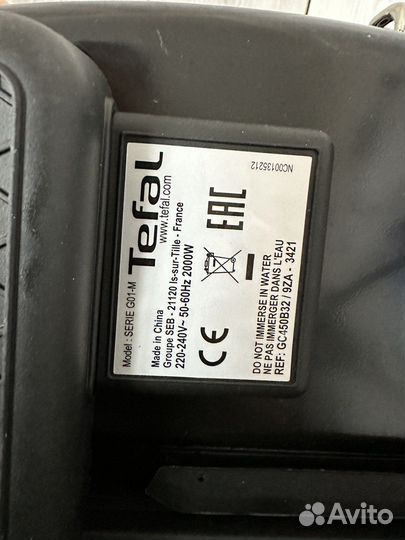 Model : SERIE G01-M
Tefal
www.tefal.com
Made in China
Groupe SEB - 21120 Is-sur-Tille - France
220-240V~ 50-60Hz 2000W
EAC
CE
NC00135212
DO NOT IMMERSE IN WATER
NE PAS IMMERGER DANS L'EAU
REF: GC450B32 / 9ZA - 3421
Avito